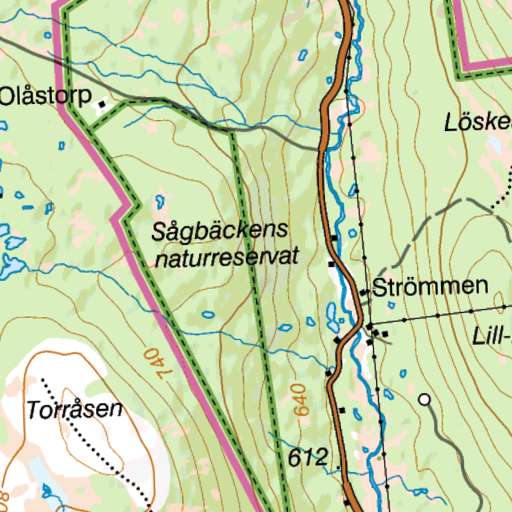 Olåstorp
Löske
Sågbäckens
naturreservat
Strömmen
Lill-
740
Torråsen
640
612